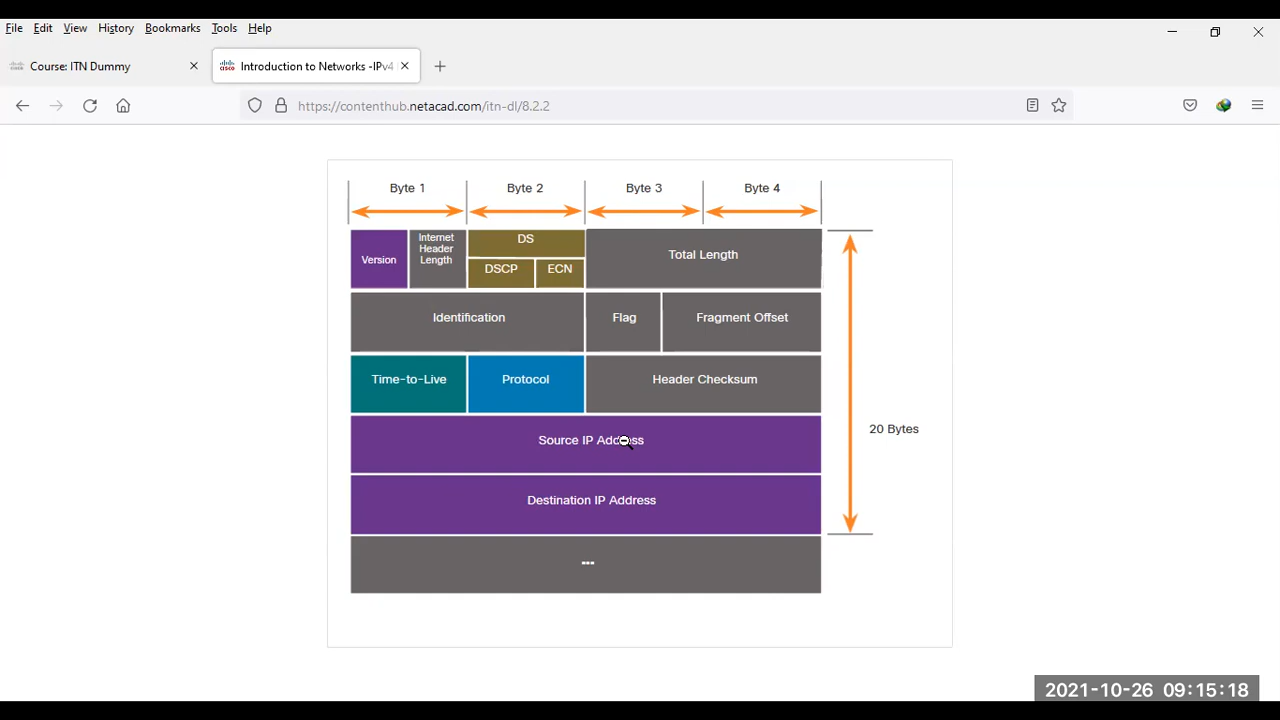 File Edit View History Bookmarks Tools Help
Course: ITN Dummy
Introduction to Networks -IPv4
https://contenthub.netacad.com/itn-dl/8.2.2
Byte 1 Byte 2 Byte 3 Byte 4
Version
Internet
Header
Length
DS
DSCP ECN
Total Length
Identification Flag Fragment Offset
Time-to-Live Protocol Header Checksum
Source IP Address
20 Bytes
Destination IP Address
...
2021-10-26 09:15:18